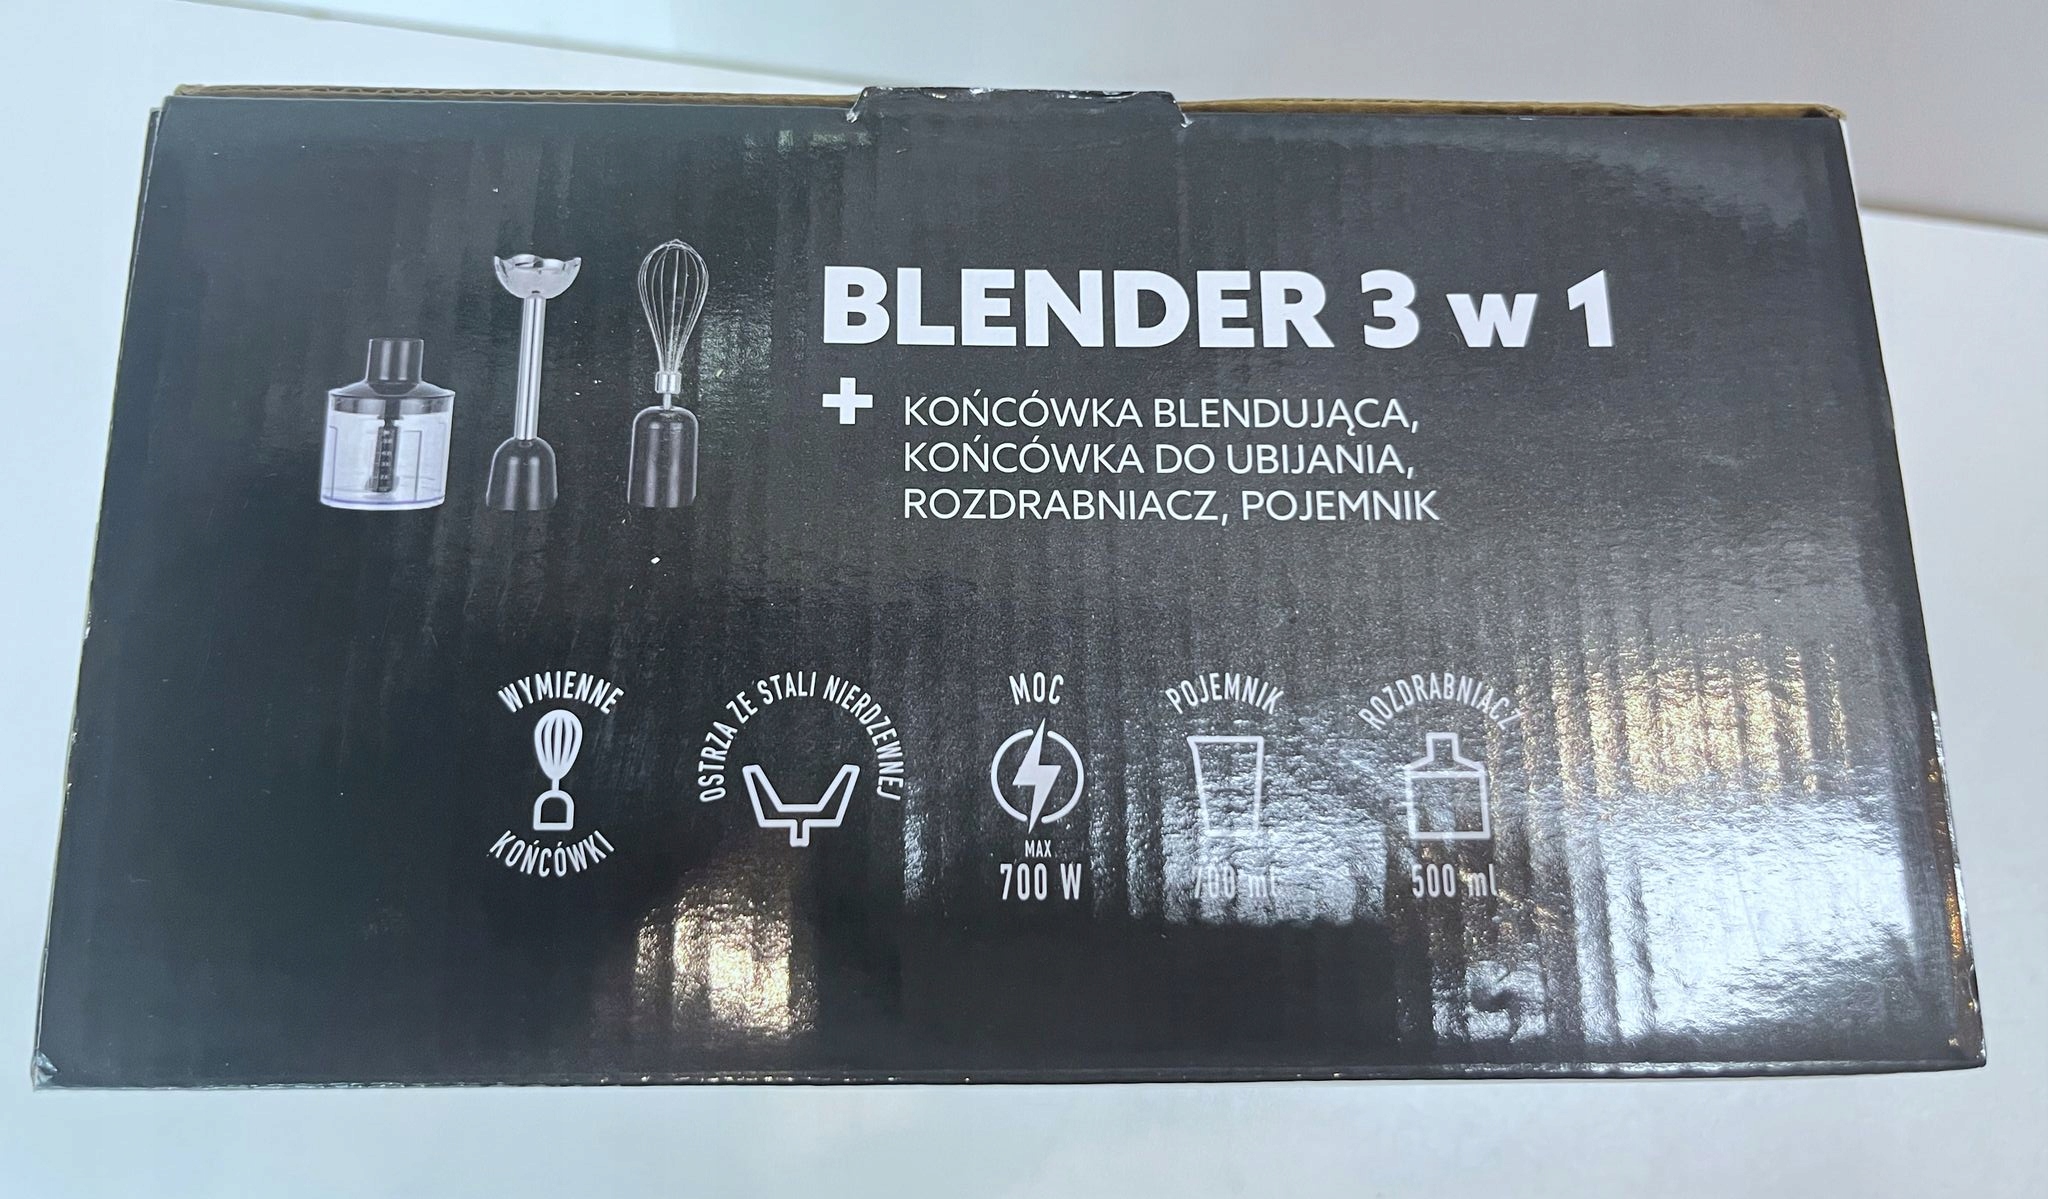 BLENDER 3 w 1
+ KOŃCÓWKA BLENDUJĄCA,
KOŃCÓWKA DO UBIJANIA,
ROZDRABNIACZ, POJEMNIK
WYMIENNE
KOŃCÓWKI
OSTRZA ZE STALI NIERDZEWNEJ
MOC
MAX
700 W
POJEMNIK
700 ml
ROZDRABNIACZ
500 ml